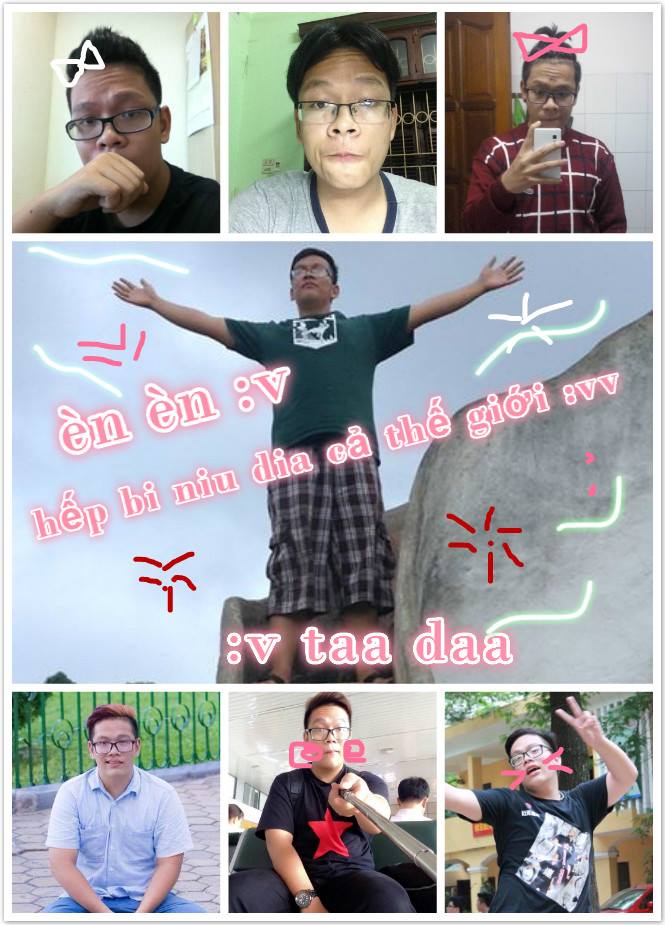 èn èn :v
hếp bi niu dia cả thế giới :vv
:v taa daa